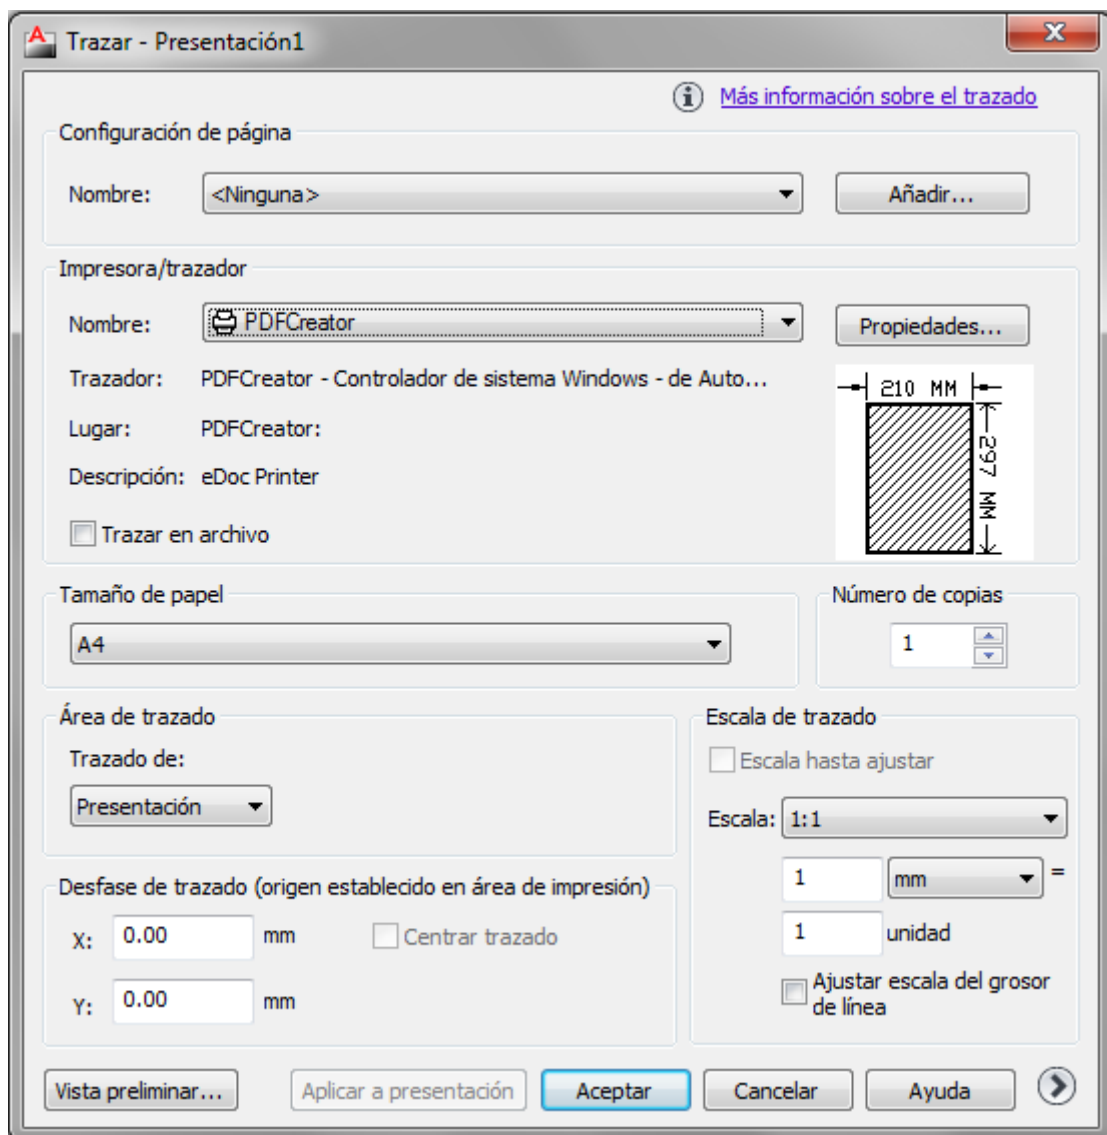 Trazar - Presentación1
Más información sobre el trazado
Configuración de página
Nombre: <Ninguna> Añadir...
Impresora/trazador
Nombre: PDFCreator Propiedades...
Trazador: PDFCreator - Controlador de sistema Windows - de Auto...
210 MM
Lugar: PDFCreator:
297 MM
Descripción: eDoc Printer
Trazar en archivo
Tamaño de papel
A4
Número de copias
1
Área de trazado
Trazado de:
Presentación
Escala de trazado
Escala hasta ajustar
Escala: 1:1
1 mm =
1 unidad
Ajustar escala del grosor
de línea
Desfase de trazado (origen establecido en área de impresión)
X: 0.00 mm Centrar trazado
Y: 0.00 mm
Vista preliminar... Aplicar a presentación Aceptar Cancelar Ayuda